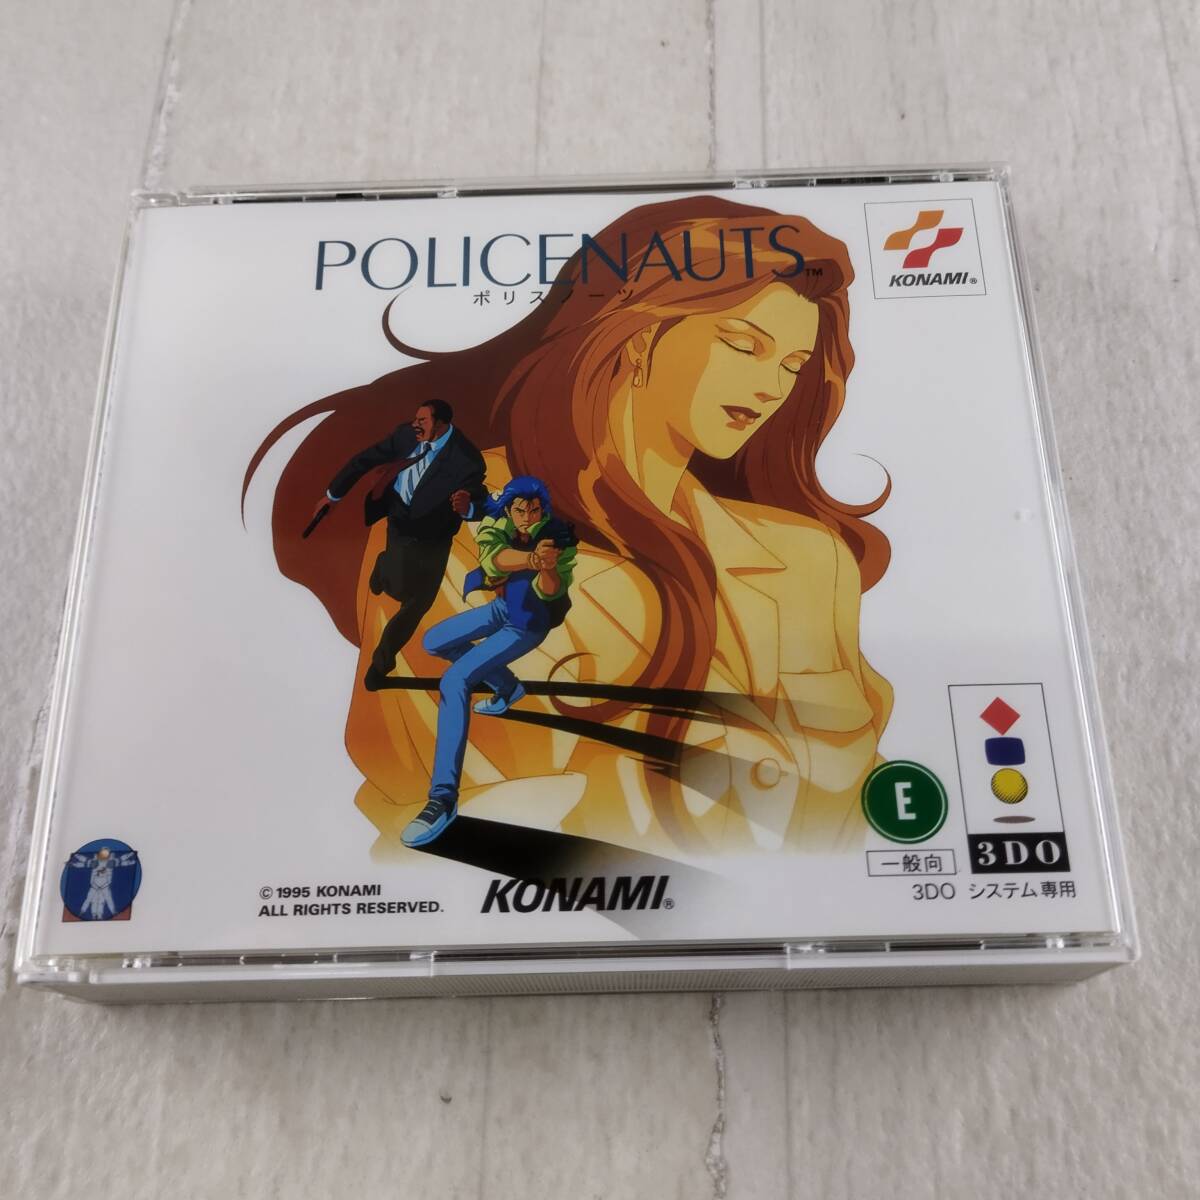 POLICENAUTS™
ポリスノーツ
KONAMI®
E
一般向
3DO
3DO システム専用
© 1995 KONAMI
ALL RIGHTS RESERVED.
KONAMI®